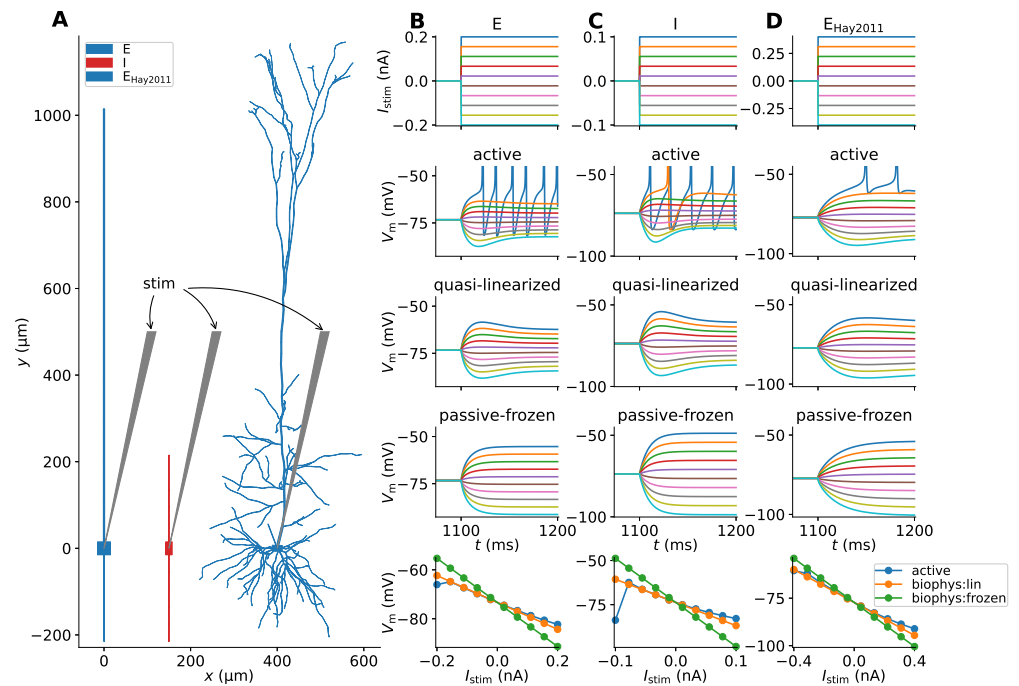 A
E
I
E_Hay2011
stim
1000
800
600
400
200
0
−200
y (μm)
0
200
400
600
x (μm)
B
E
C
I
D
E_Hay2011
0.2
0.0
−0.2
I_stim (nA)
0.1
0.0
−0.1
0.25
0.00
−0.25
active
active
active
−50
−75
V_m (mV)
−50
−100
−50
−100
quasi-linearized
quasi-linearized
quasi-linearized
−50
−75
V_m (mV)
−50
−100
−50
−100
passive-frozen
passive-frozen
passive-frozen
−50
−75
V_m (mV)
−50
−100
−50
−100
1100
1200
1100
1200
1100
1200
t (ms)
t (ms)
t (ms)
−60
−80
V_m (mV)
−50
−75
−75
−100
active
biophys:lin
biophys:frozen
−0.2
0.0
0.2
−0.1
0.0
0.1
−0.4
0.0
0.4
I_stim (nA)
I_stim (nA)
I_stim (nA)